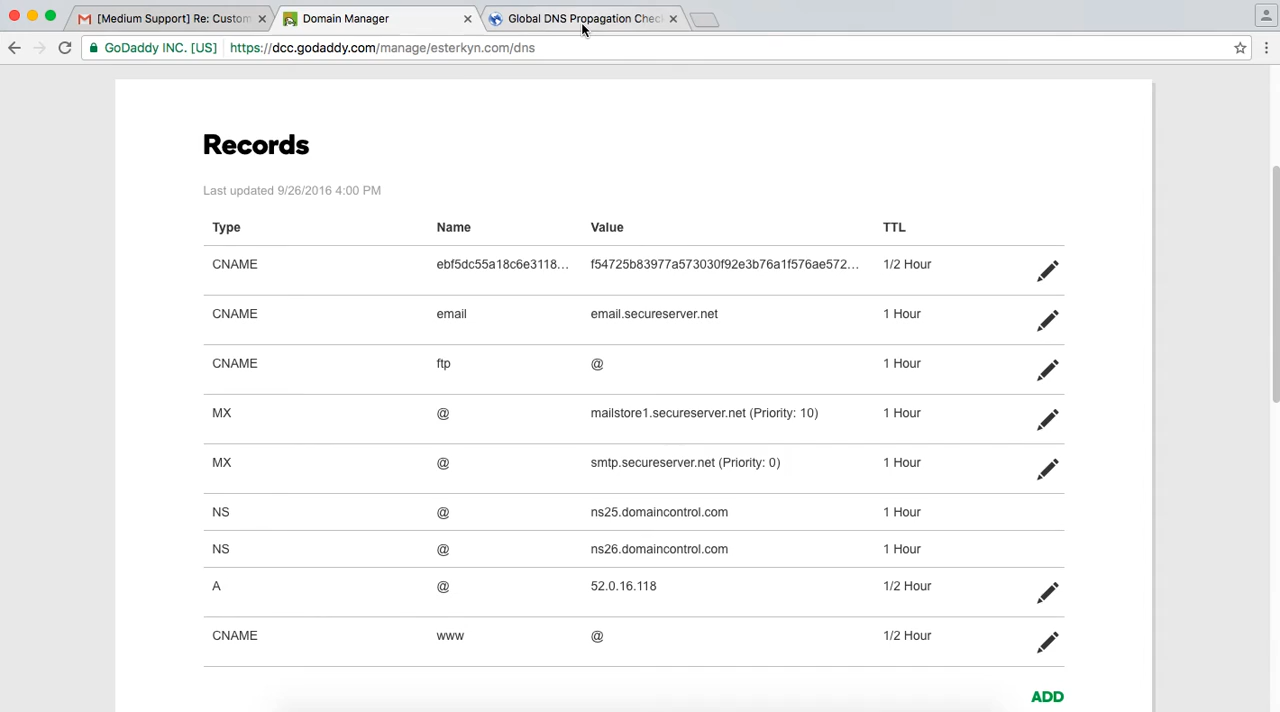 [Medium Support] Re: Custom
Domain Manager
Global DNS Propagation Chec
GoDaddy INC. [US]
https://dcc.godaddy.com/manage/esterkyn.com/dns
Records
Last updated 9/26/2016 4:00 PM
Type Name Value TTL
CNAME ebf5dc55a18c6e3118... f54725b83977a573030f92e3b76a1f576ae572... 1/2 Hour
CNAME email email.secureserver.net 1 Hour
CNAME ftp @ 1 Hour
MX @ mailstore1.secureserver.net (Priority: 10) 1 Hour
MX @ smtp.secureserver.net (Priority: 0) 1 Hour
NS @ ns25.domaincontrol.com 1 Hour
NS @ ns26.domaincontrol.com 1 Hour
A @ 52.0.16.118 1/2 Hour
CNAME www @ 1/2 Hour
ADD